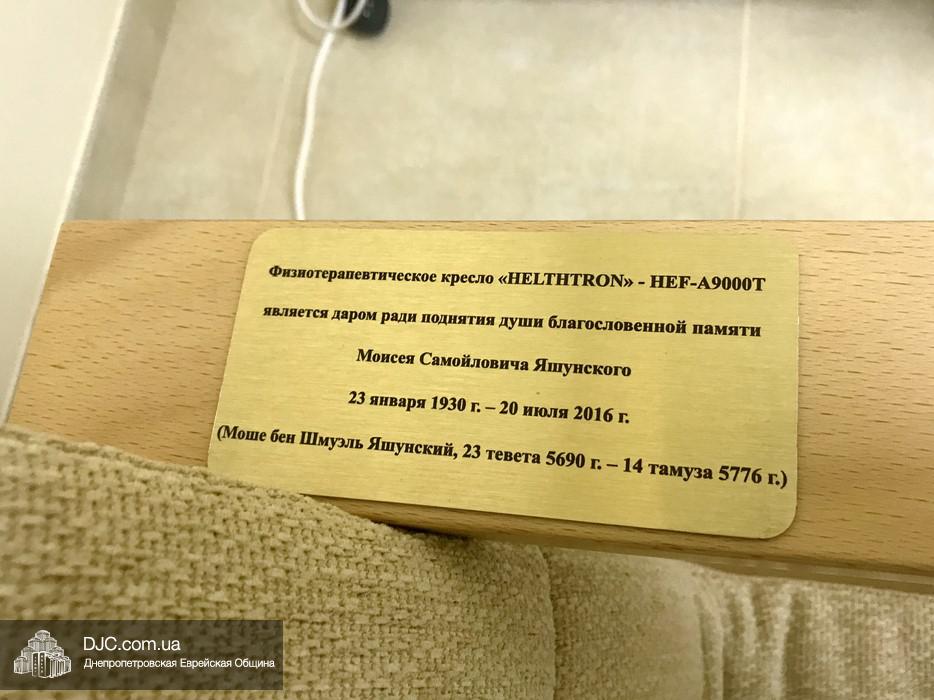 Физиотерапевтическое кресло «HELTHTRON» - HEF-A9000T
является даром ради поднятия души благословенной памяти
Моисея Самойловича Яшунского
23 января 1930 г. – 20 июля 2016 г.
(Моше бен Шмуэль Яшунский, 23 тевета 5690 г. – 14 тамуза 5776 г.)
DJC.com.ua
Днепропетровская Еврейская Община